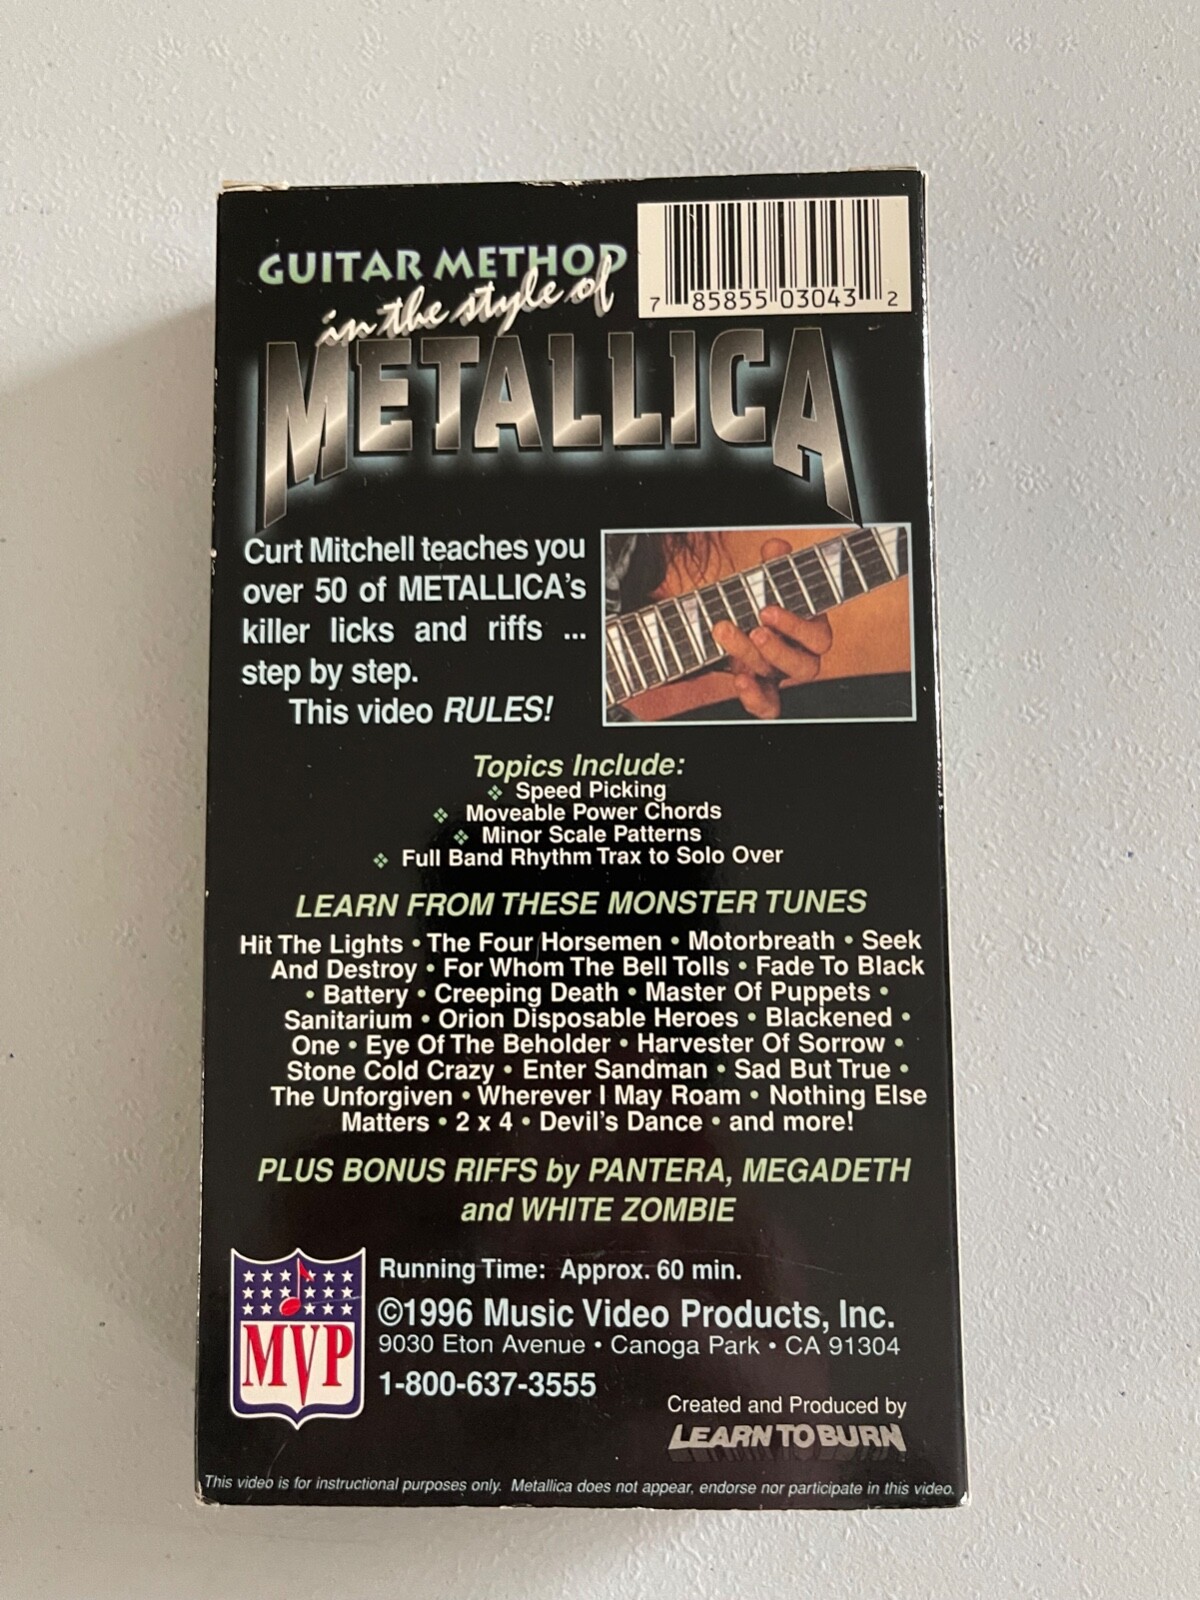 GUITAR METHOD
in the style of
METALLICA
7 85855 03043 2
Curt Mitchell teaches you
over 50 of METALLICA's
killer licks and riffs ...
step by step.
This video RULES!
Topics Include:
❖ Speed Picking
❖ Moveable Power Chords
❖ Minor Scale Patterns
❖ Full Band Rhythm Trax to Solo Over
LEARN FROM THESE MONSTER TUNES
Hit The Lights • The Four Horsemen • Motorbreath • Seek
And Destroy • For Whom The Bell Tolls • Fade To Black
• Battery • Creeping Death • Master Of Puppets •
Sanitarium • Orion Disposable Heroes • Blackened •
One • Eye Of The Beholder • Harvester Of Sorrow •
Stone Cold Crazy • Enter Sandman • Sad But True •
The Unforgiven • Wherever I May Roam • Nothing Else
Matters • 2 x 4 • Devil's Dance • and more!
PLUS BONUS RIFFS by PANTERA, MEGADETH
and WHITE ZOMBIE
MVP
Running Time: Approx. 60 min.
©1996 Music Video Products, Inc.
9030 Eton Avenue • Canoga Park • CA 91304
1-800-637-3555
Created and Produced by
LEARN TO BURN
This video is for instructional purposes only. Metallica does not appear, endorse nor participate in this video.